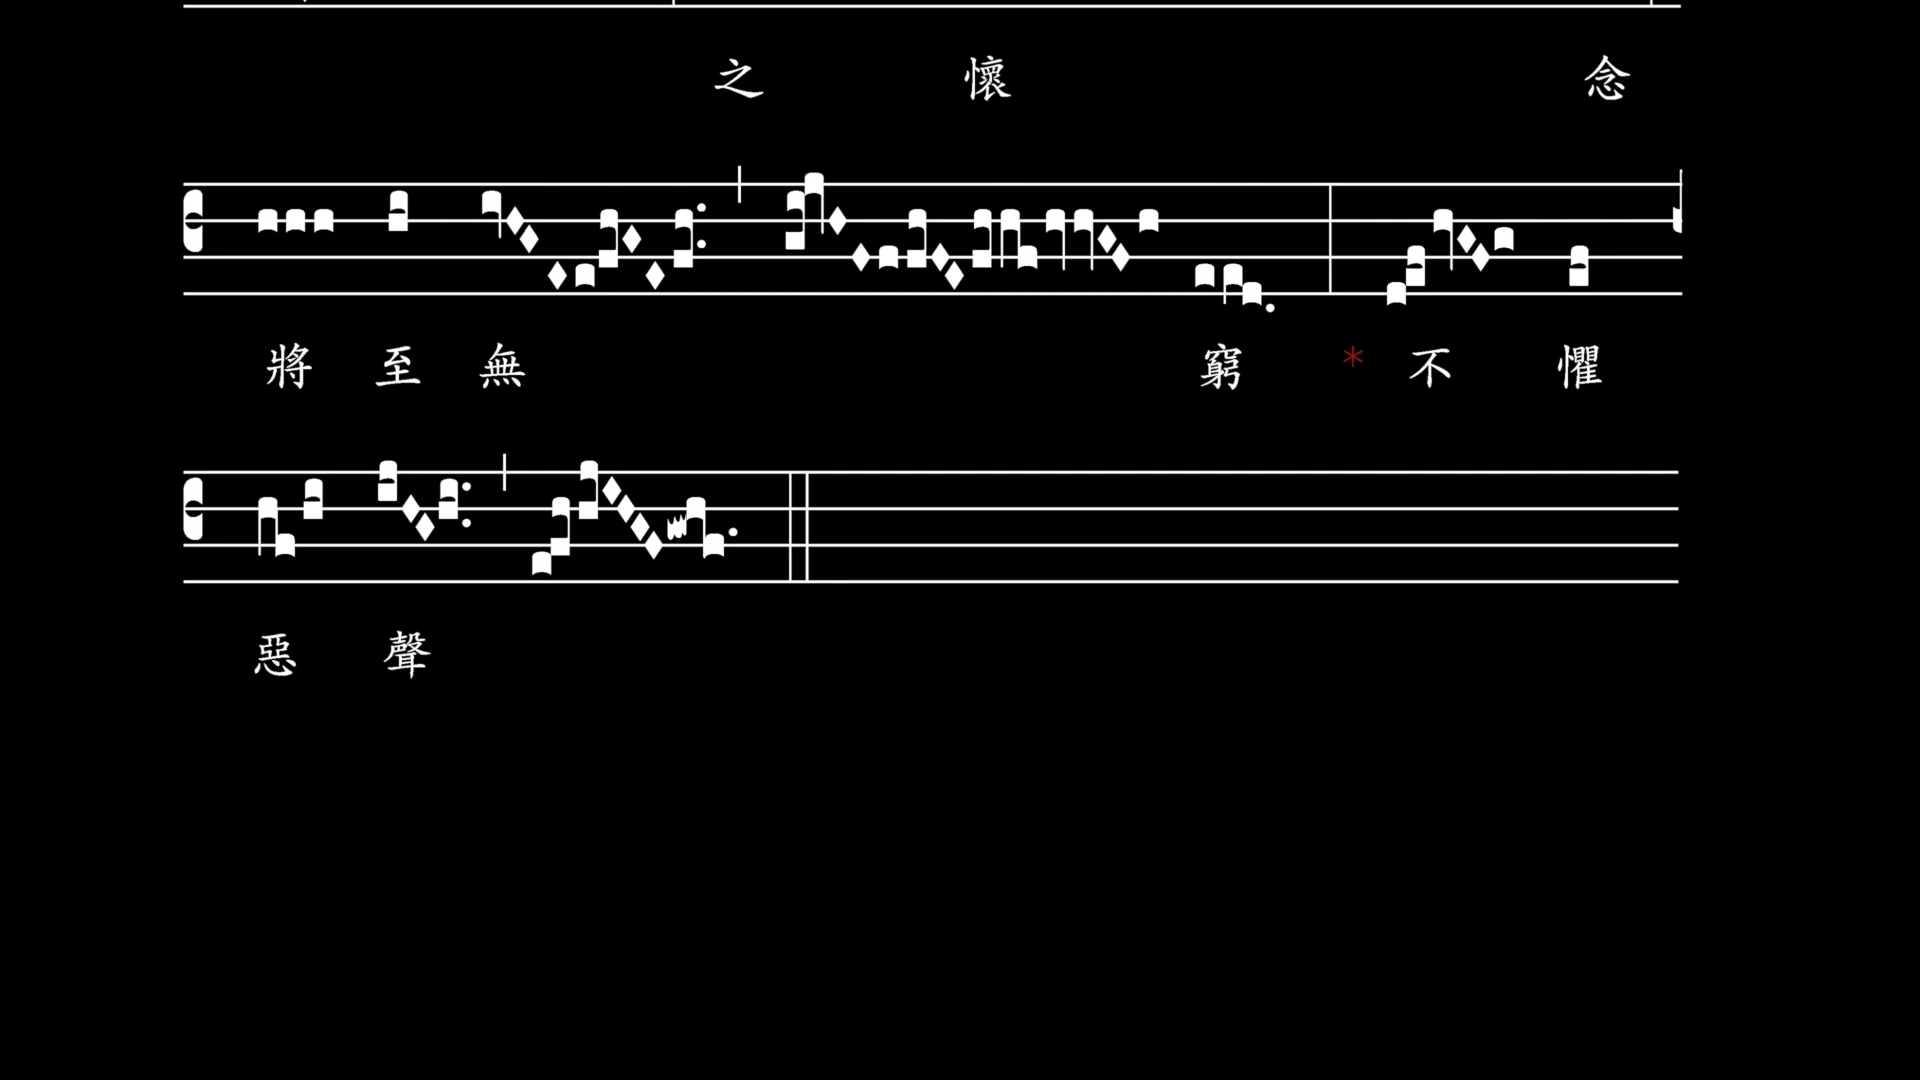 之 懷 念
將 至 無 窮 * 不 懼
惡 聲